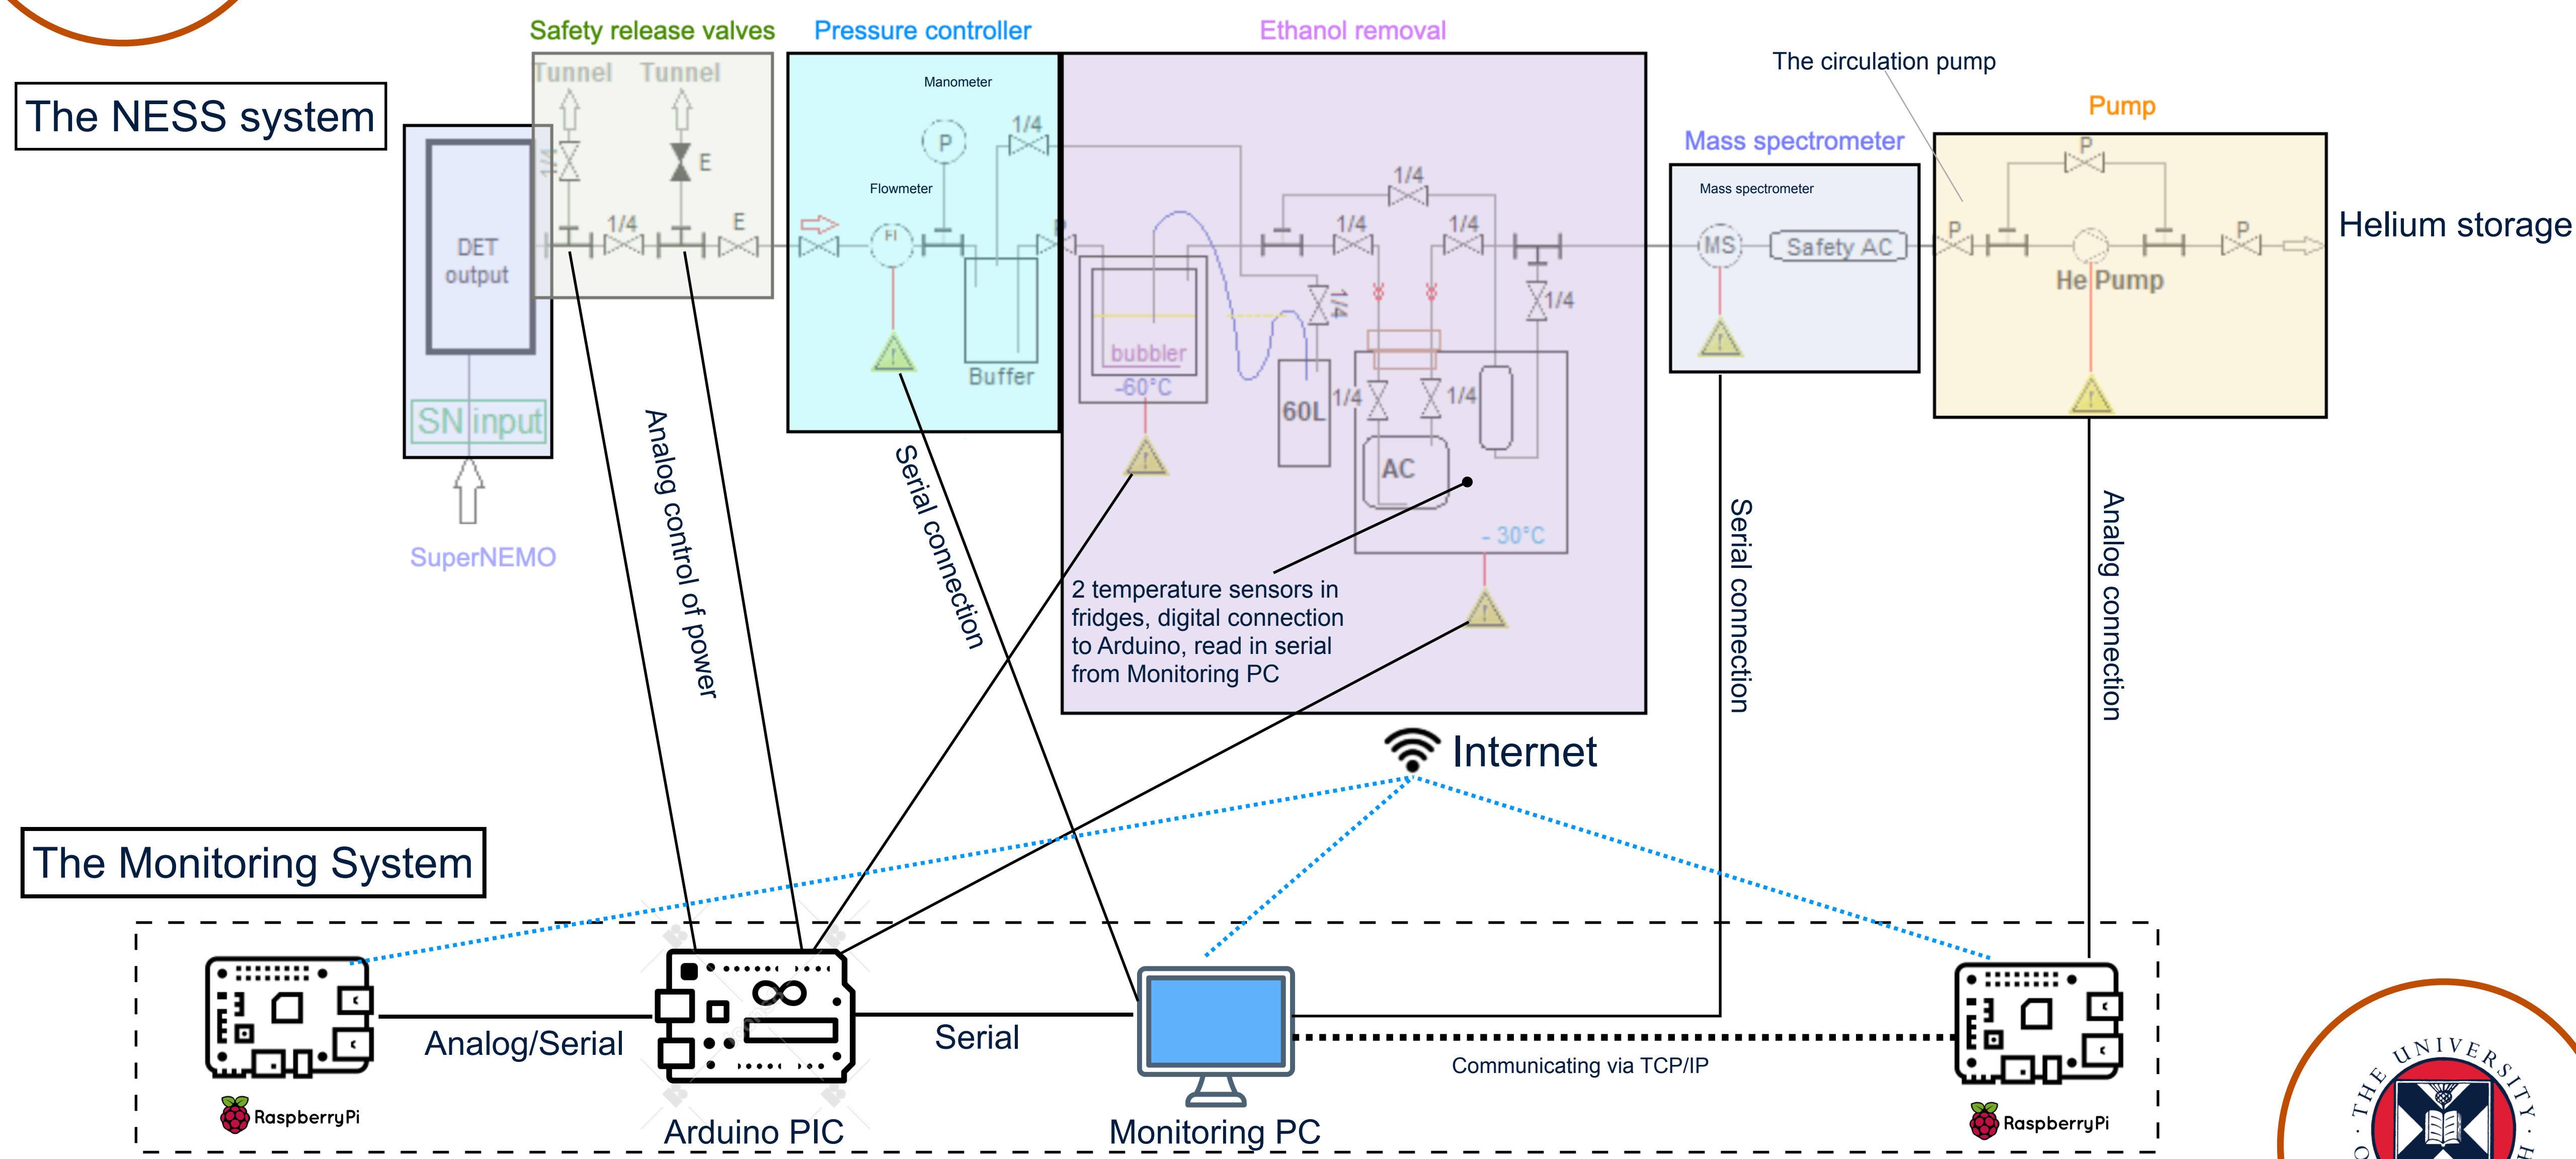 Safety release valves
Pressure controller
Ethanol removal
The circulation pump
Pump
Mass spectrometer
The NESS system
Tunnel
Tunnel
1/4
E
1/4
E
DET
output
SN input
SuperNEMO
Manometer
P
1/4
Flowmeter
FI
Buffer
P
bubbler
-60°C
1/4
60L
1/4
1/4
1/4
1/4
1/4
1/4
AC
- 30°C
2 temperature sensors in
fridges, digital connection
to Arduino, read in serial
from Monitoring PC
Mass spectrometer
MS
Safety AC
P
P
P
He Pump
Helium storage
Analog control of power
Serial connection
Serial connection
Analog connection
Internet
The Monitoring System
Analog/Serial
Serial
Communicating via TCP/IP
RaspberryPi
Arduino PIC
Monitoring PC
RaspberryPi
THE UNIVERSITY